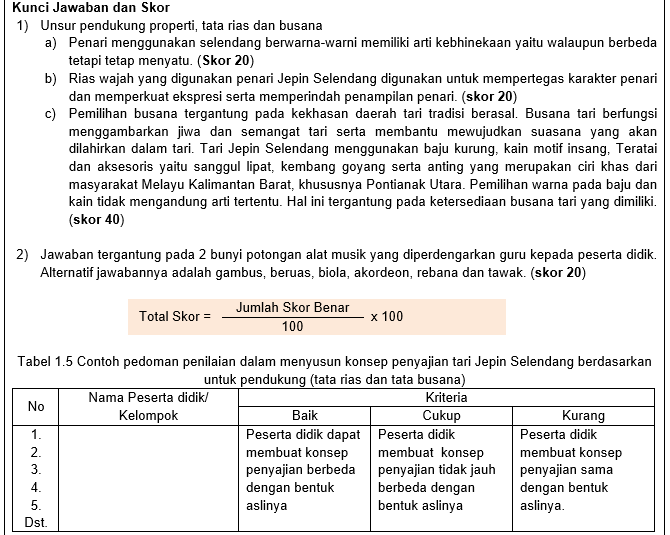 Kunci Jawaban dan Skor
1) Unsur pendukung properti, tata rias dan busana
a) Penari menggunakan selendang berwarna-warni memiliki arti kebhinekaan yaitu walaupun berbeda
tetapi tetap menyatu. (Skor 20)
b) Rias wajah yang digunakan penari Jepin Selendang digunakan untuk mempertegas karakter penari
dan memperkuat ekspresi serta memperindah penampilan penari. (skor 20)
c) Pemilihan busana tergantung pada kekhasan daerah tari tradisi berasal. Busana tari berfungsi
menggambarkan jiwa dan semangat tari serta membantu mewujudkan suasana yang akan
dilahirkan dalam tari. Tari Jepin Selendang menggunakan baju kurung, kain motif insang, Teratai
dan aksesoris yaitu sanggul lipat, kembang goyang serta anting yang merupakan ciri khas dari
masyarakat Melayu Kalimantan Barat, khususnya Pontianak Utara. Pemilihan warna pada baju dan
kain tidak mengandung arti tertentu. Hal ini tergantung pada ketersediaan busana tari yang dimiliki.
(skor 40)
2) Jawaban tergantung pada 2 bunyi potongan alat musik yang diperdengarkan guru kepada peserta didik.
Alternatif jawabannya adalah gambus, beruas, biola, akordeon, rebana dan tawak. (skor 20)
Jumlah Skor Benar
Total Skor = x 100
100
Tabel 1.5 Contoh pedoman penilaian dalam menyusun konsep penyajian tari Jepin Selendang berdasarkan
untuk pendukung (tata rias dan tata busana)
No Nama Peserta didik/ Kriteria
Kelompok Baik Cukup Kurang
1. Peserta didik dapat Peserta didik Peserta didik
2. membuat konsep membuat konsep membuat konsep
3. penyajian berbeda penyajian tidak jauh penyajian sama
4. dengan bentuk berbeda dengan dengan bentuk
5. aslinya bentuk aslinya aslinya.
Dst.